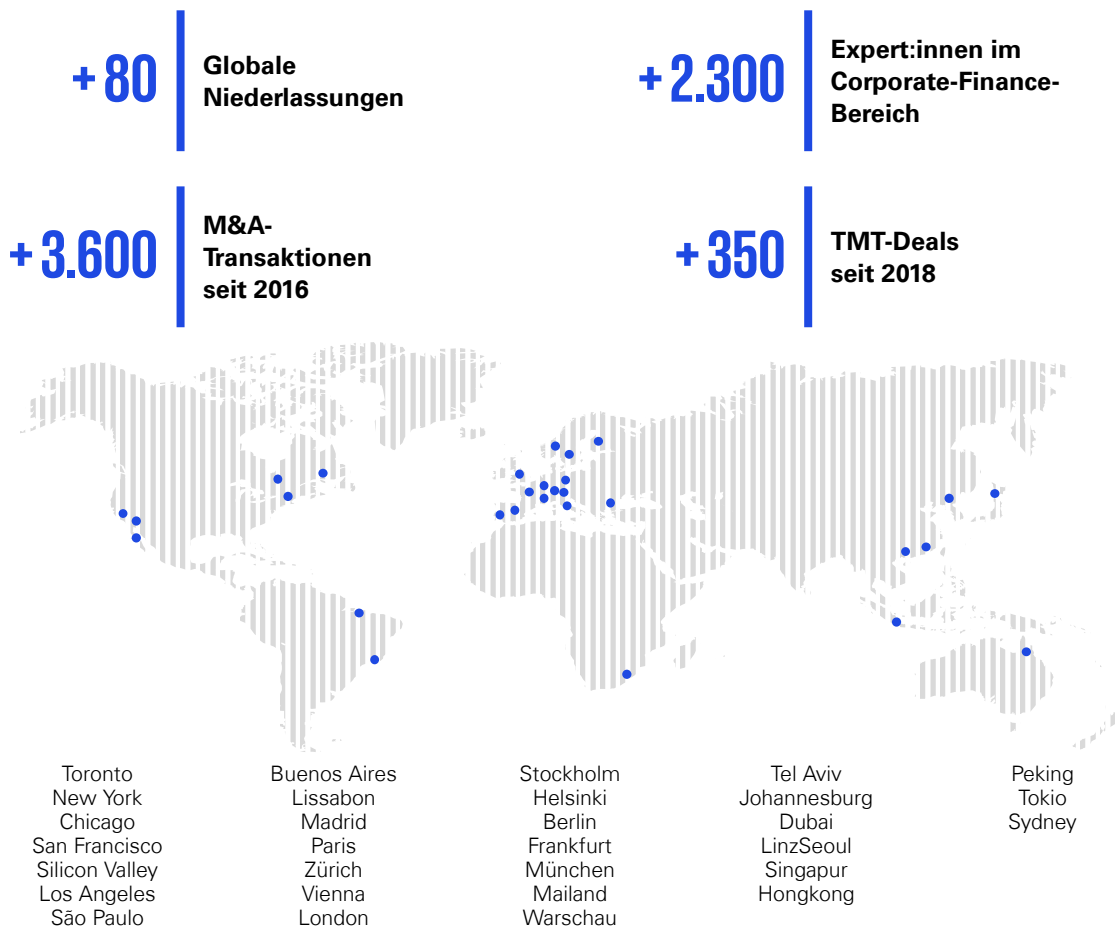 + 80
Globale
Niederlassungen
+ 2.300
Expert:innen im
Corporate-Finance-
Bereich
+ 3.600
M&A-
Transaktionen
seit 2016
+ 350
TMT-Deals
seit 2018
Toronto
New York
Chicago
San Francisco
Silicon Valley
Los Angeles
São Paulo
Buenos Aires
Lissabon
Madrid
Paris
Zürich
Vienna
London
Stockholm
Helsinki
Berlin
Frankfurt
München
Mailand
Warschau
Tel Aviv
Johannesburg
Dubai
LinzSeoul
Singapur
Hongkong
Peking
Tokio
Sydney